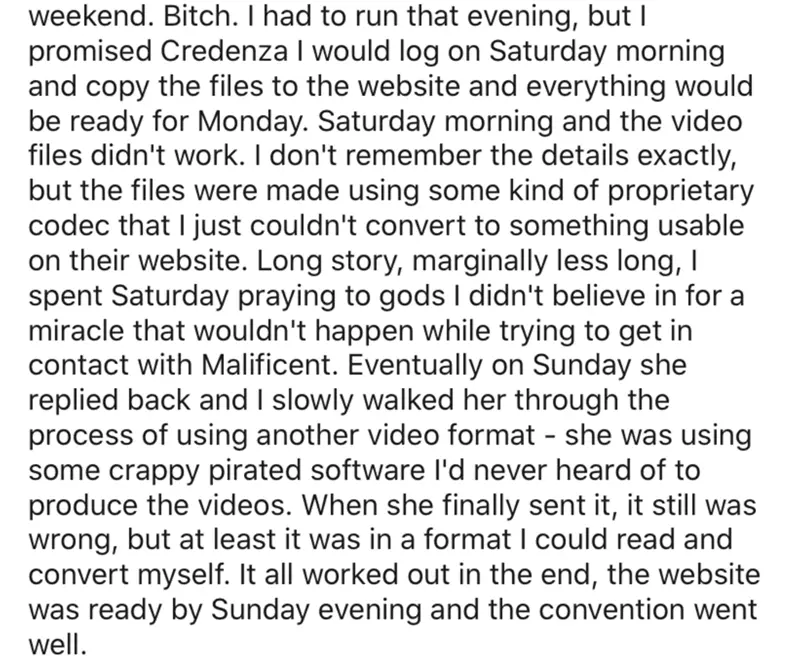 weekend. Bitch. I had to run that evening, but I
promised Credenza I would log on Saturday morning
and copy the files to the website and everything would
be ready for Monday. Saturday morning and the video
files didn't work. I don't remember the details exactly,
but the files were made using some kind of proprietary
codec that I just couldn't convert to something usable
on their website. Long story, marginally less long, I
spent Saturday praying to gods I didn't believe in for a
miracle that wouldn't happen while trying to get in
contact with Malificent. Eventually on Sunday she
replied back and I slowly walked her through the
process of using another video format - she was using
some crappy pirated software I'd never heard of to
produce the videos. When she finally sent it, it still was
wrong, but at least it was in a format I could read and
convert myself. It all worked out in the end, the website
was ready by Sunday evening and the convention went
well.